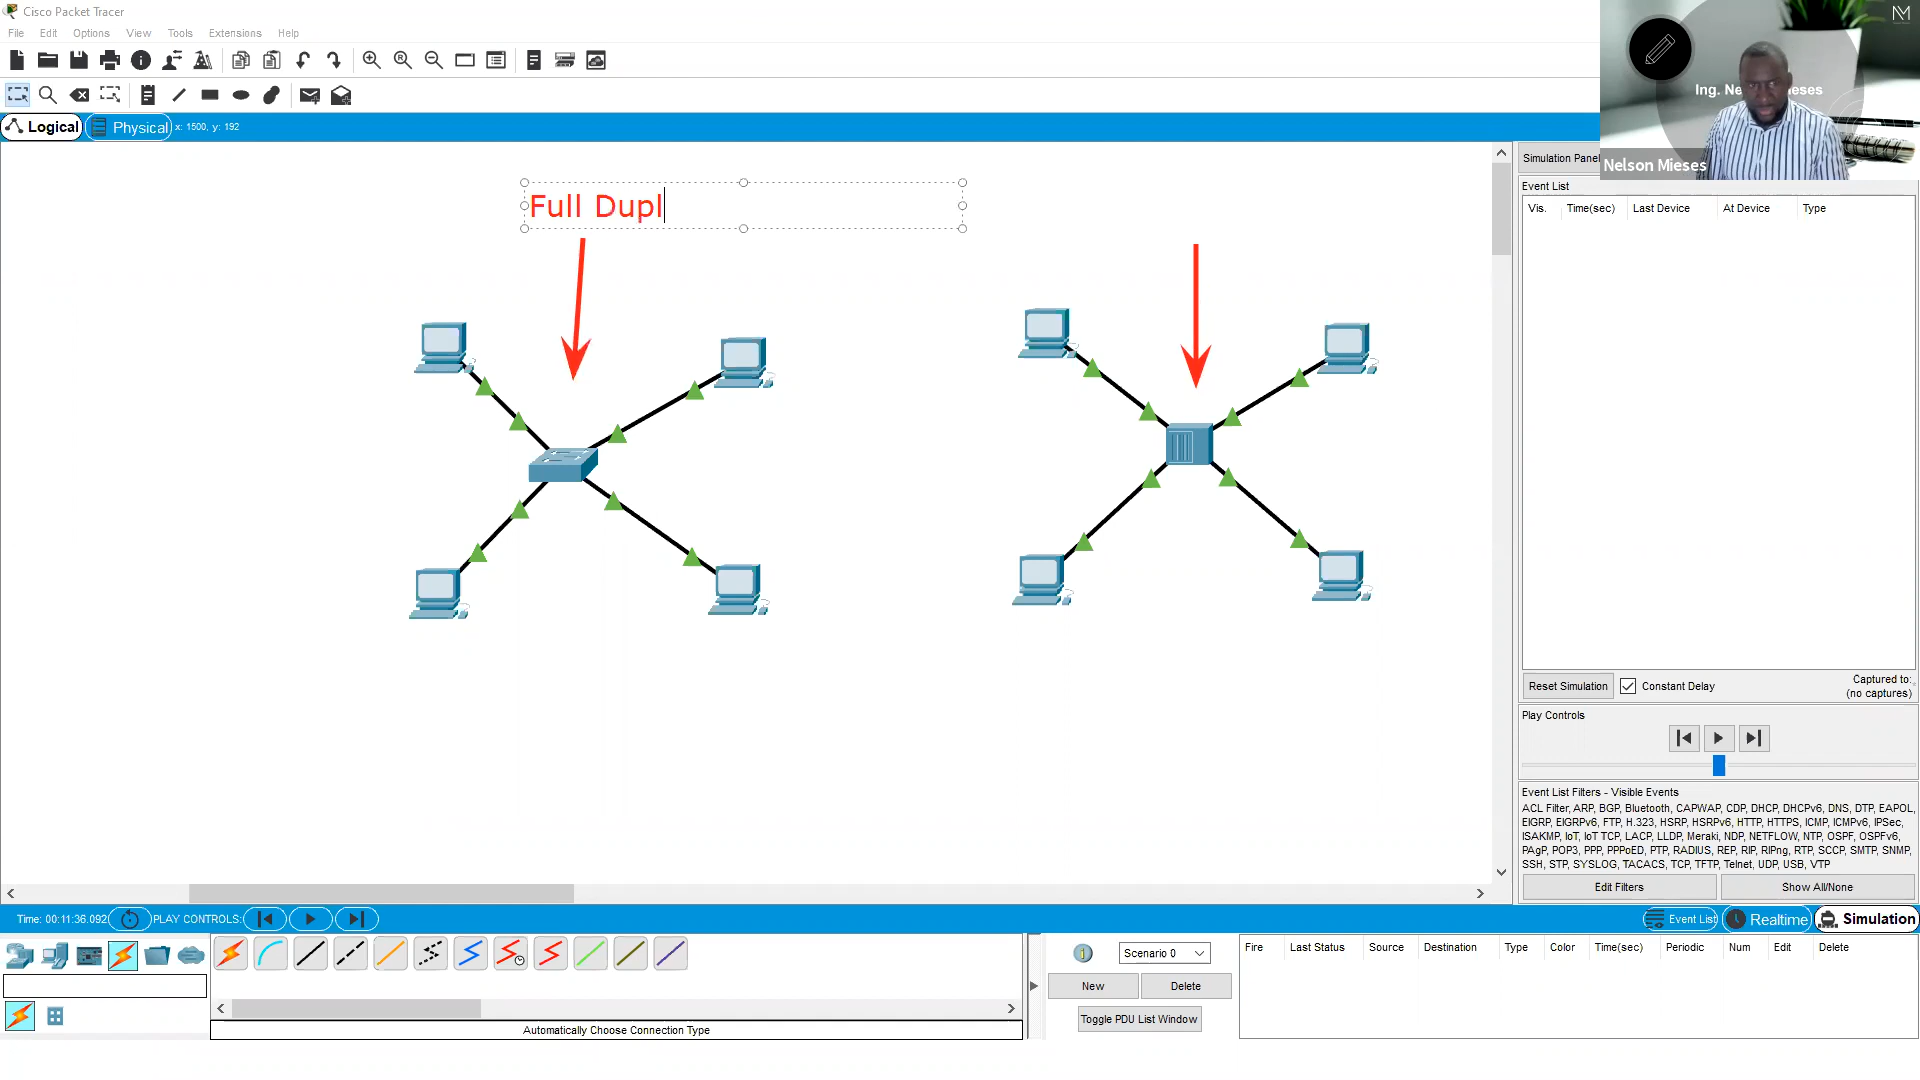 Cisco Packet Tracer
File Edit Options View Tools Extensions Help
Logical Physical x: 1500, y: 192
Ing. Ne ieses
Nelson Mieses
Full Dupl
Simulation Panel
Event List
Vis. Time(sec) Last Device At Device Type
Reset Simulation Constant Delay Captured to:
(no captures)
Play Controls
Event List Filters - Visible Events
ACL Filter, ARP, BGP, Bluetooth, CAPWAP, CDP, DHCP, DHCPv6, DNS, DTP, EAPOL,
EIGRP, EIGRPv6, FTP, H.323, HSRP, HSRPv6, HTTP, HTTPS, ICMP, ICMPv6, IPSec,
ISAKMP, IoT, IoT TCP, LACP, LLDP, Meraki, NDP, NETFLOW, NTP, OSPF, OSPFv6,
PAgP, POP3, PPP, PPPoED, PTP, RADIUS, REP, RIP, RIPng, RTP, SCCP, SMTP, SNMP,
SSH, STP, SYSLOG, TACACS, TCP, TFTP, Telnet, UDP, USB, VTP
Edit Filters Show All/None
Time: 00:11:36.092 PLAY CONTROLS: Event List Realtime Simulation
Scenario 0
New Delete
Toggle PDU List Window
Fire Last Status Source Destination Type Color Time(sec) Periodic Num Edit Delete
Automatically Choose Connection Type